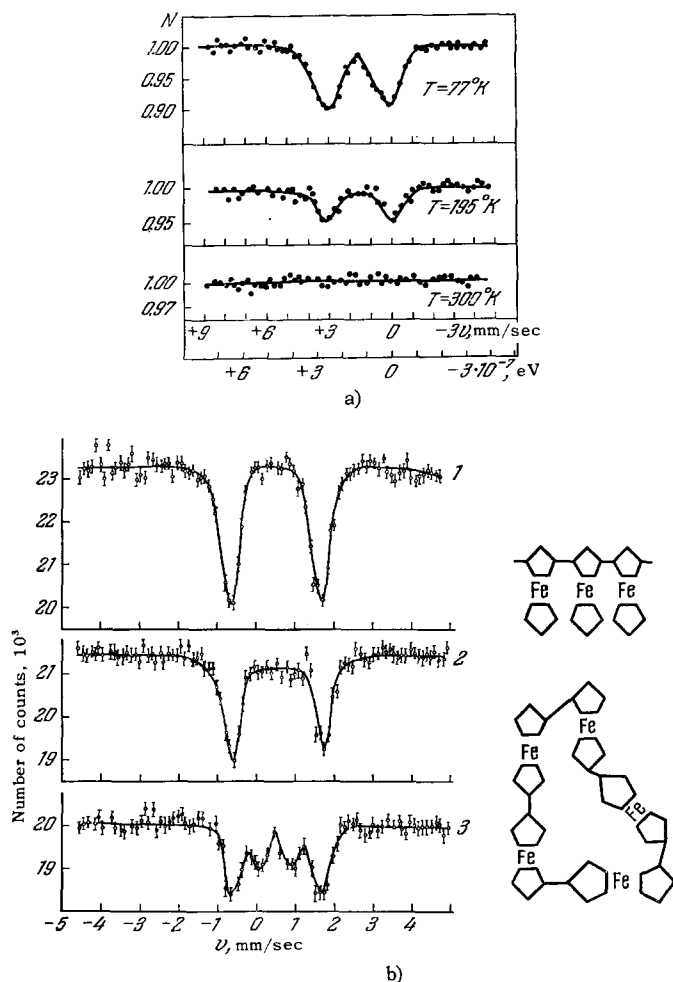 N
1.00
0.95
0.90
T=77°K
1.00
0.95
T=195°K
1.00
0.97
T=300°K
+9 +6 +3 0 -3 v,mm/sec
+6 +3 0 -3·10⁻⁷, eV
a)
23
22
21
20
1
21
20
19
2
20
19
3
Number of counts, 10³
-5 -4 -3 -2 -1 0 1 2 3 4 5
v, mm/sec
Fe Fe Fe
Fe
Fe
Fe
Fe
Fe
b)